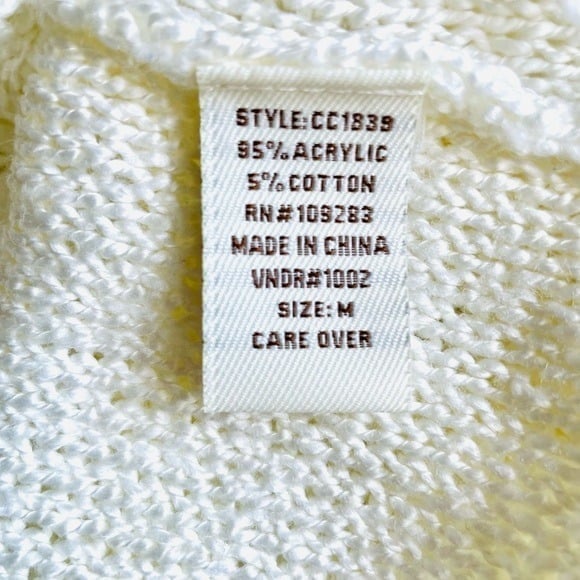 STYLE:CC1839
95% ACRYLIC
5% COTTON
RN#109283
MADE IN CHINA
VNDR#1002
SIZE: M
CARE OVER